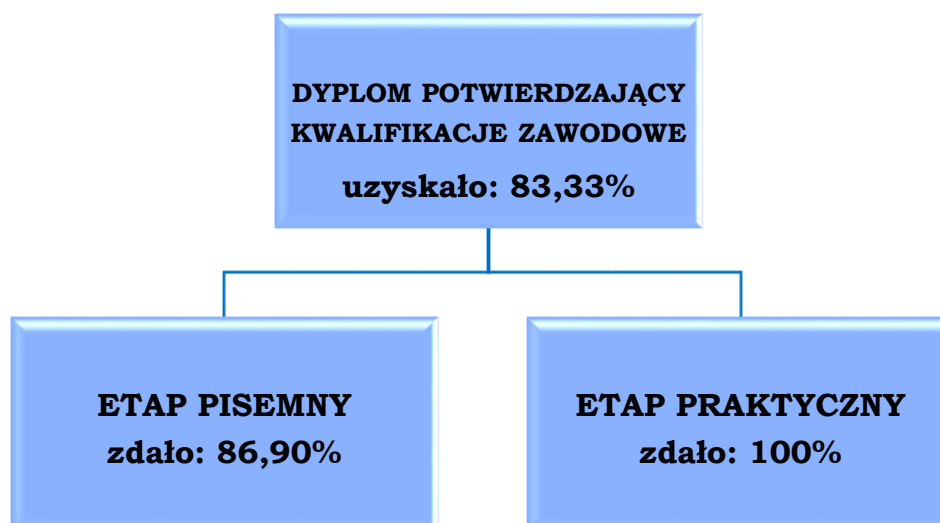 DYPLOM POTWIERDZAJĄCY
KWALIFIKACJE ZAWODOWE
uzyskało: 83,33%
ETAP PISEMNY
zdało: 86,90%
ETAP PRAKTYCZNY
zdało: 100%